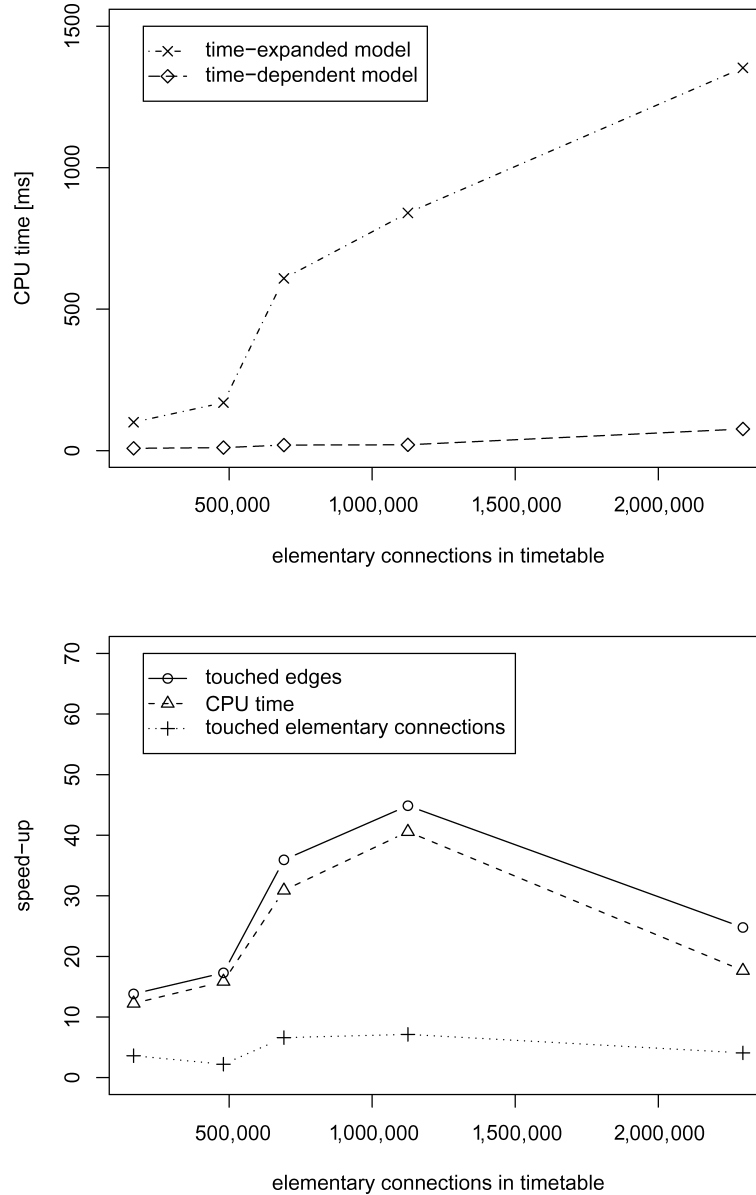 1500
1000
500
0
CPU time [ms]
time−expanded model
time−dependent model
500,000
1,000,000
1,500,000
2,000,000
elementary connections in timetable
70
60
50
40
30
20
10
0
speed−up
touched edges
CPU time
touched elementary connections
500,000
1,000,000
1,500,000
2,000,000
elementary connections in timetable